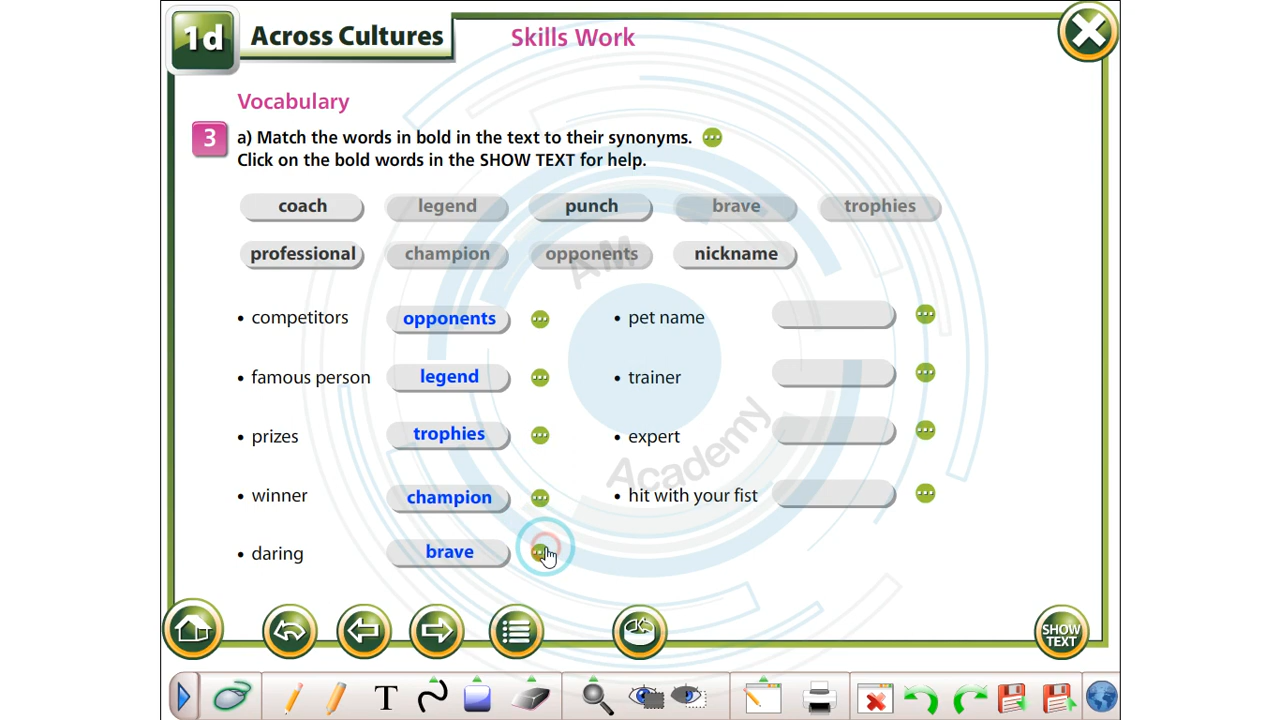 1d Across Cultures Skills Work
Vocabulary
3 a) Match the words in bold in the text to their synonyms.
Click on the bold words in the SHOW TEXT for help.
coach legend punch brave trophies
professional champion opponents nickname
• competitors opponents • pet name
• famous person legend • trainer
• prizes trophies • expert
• winner champion • hit with your fist
• daring brave
AM
Academy
SHOW
TEXT
T